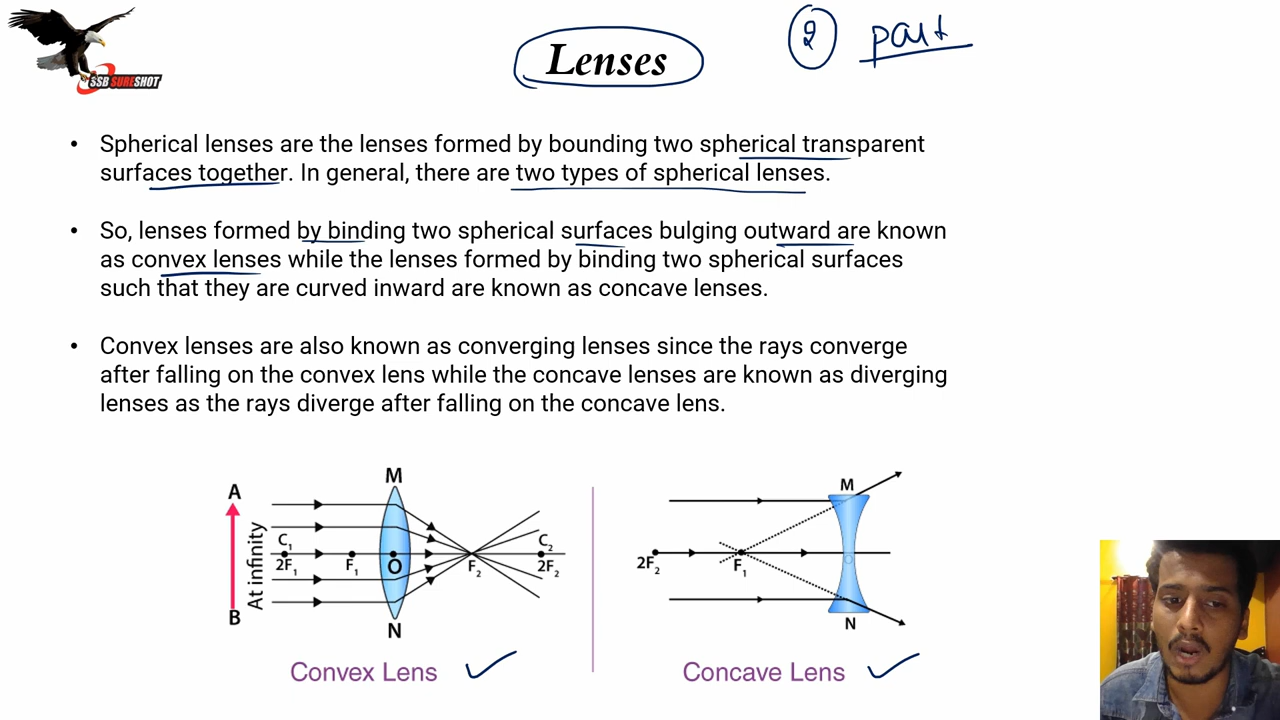 SSB SURESHOT
Lenses
2 part
• Spherical lenses are the lenses formed by bounding two spherical transparent
surfaces together. In general, there are two types of spherical lenses.
• So, lenses formed by binding two spherical surfaces bulging outward are known
as convex lenses while the lenses formed by binding two spherical surfaces
such that they are curved inward are known as concave lenses.
• Convex lenses are also known as converging lenses since the rays converge
after falling on the convex lens while the concave lenses are known as diverging
lenses as the rays diverge after falling on the concave lens.
A
At infinity
B
M
C₁
2F₁
F₁
O
F₂
C₂
2F₂
N
Convex Lens
M
2F₂
F₁
O
N
Concave Lens